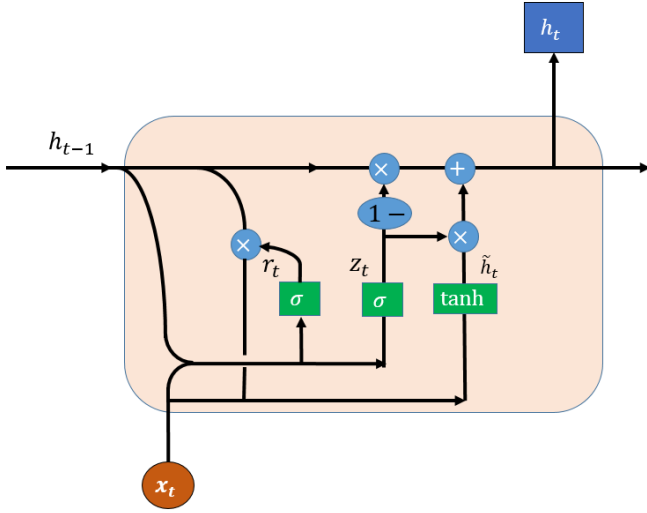 h_t
h_{t-1}
× +
1 −
×
×
r_t
z_t
h̃_t
σ
σ
tanh
x_t